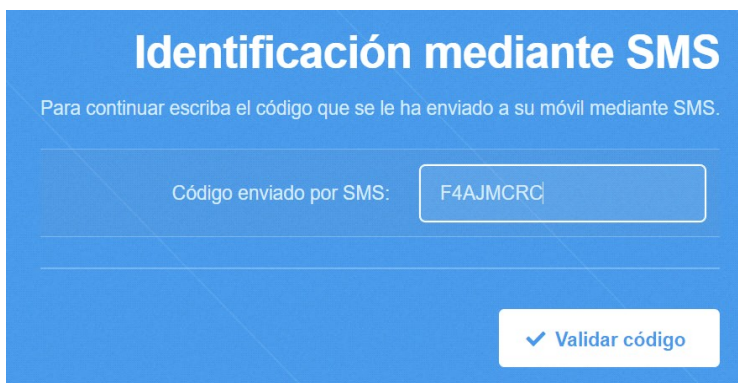 Identificación mediante SMS
Para continuar escriba el código que se le ha enviado a su móvil mediante SMS.
Código enviado por SMS: F4AJMCRC
Validar código